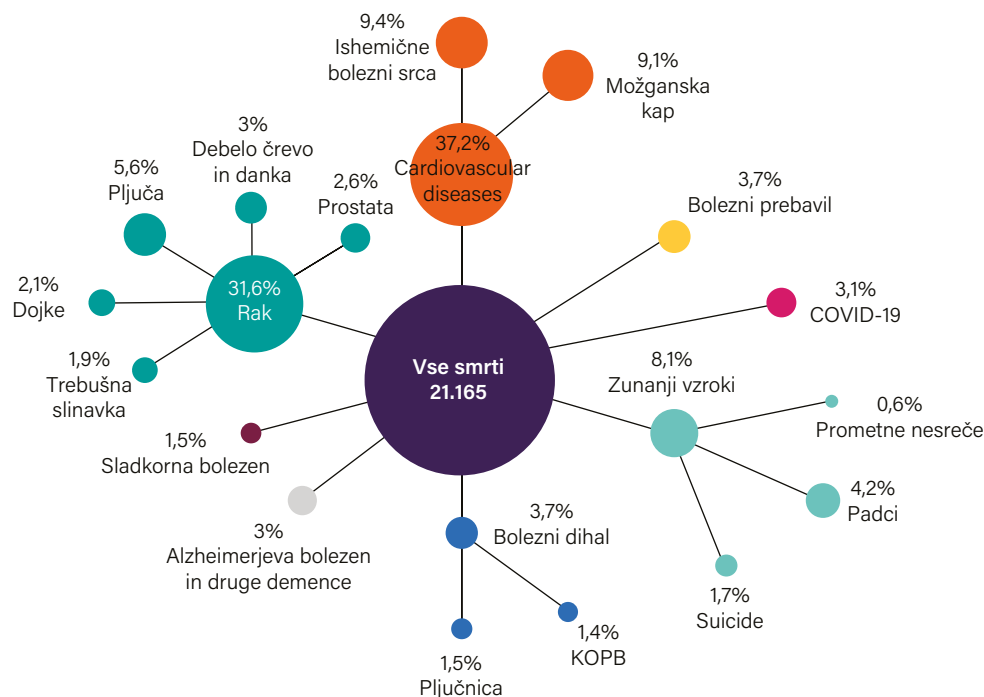 9,4%
Ishemične
bolezni srca
9,1%
Možganska
kap
37,2%
Cardiovascular
diseases
3%
Debelo črevo
in danka
5,6%
Pljuča
2,6%
Prostata
2,1%
Dojke
31,6%
Rak
1,9%
Trebušna
slinavka
3,7%
Bolezni prebavil
3,1%
COVID-19
Vse smrti
21.165
8,1%
Zunanji vzroki
0,6%
Prometne nesreče
4,2%
Padci
1,7%
Suicide
1,5%
Sladkorna bolezen
3%
Alzheimerjeva bolezen
in druge demence
3,7%
Bolezni dihal
1,4%
KOPB
1,5%
Pljučnica